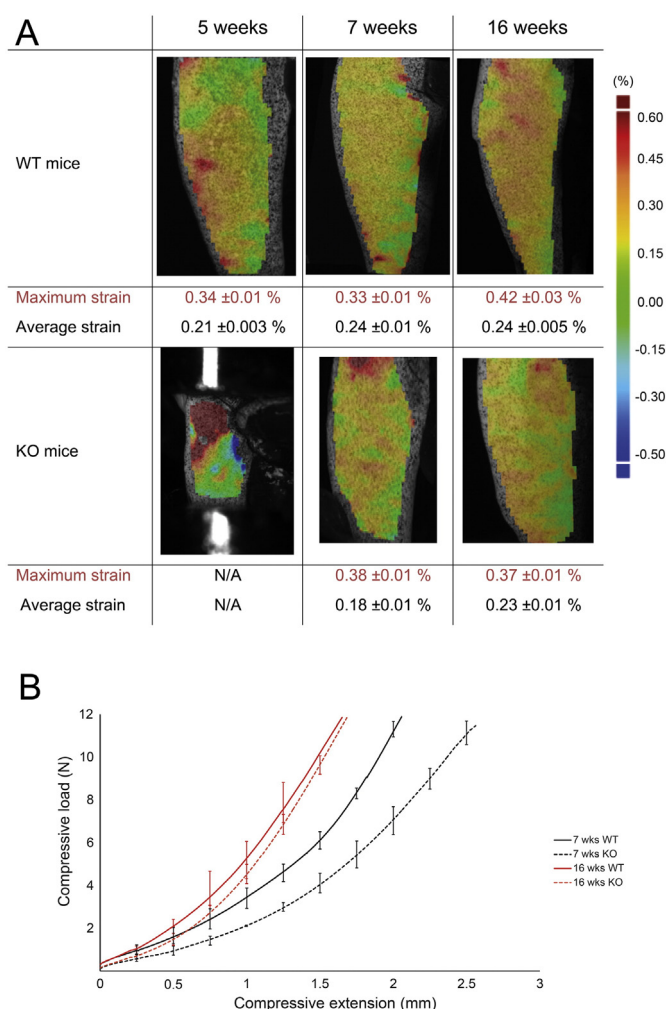 A
5 weeks 7 weeks 16 weeks
(%)
0.60
0.45
0.30
0.15
0.00
-0.15
-0.30
-0.50
WT mice
Maximum strain 0.34 ±0.01 % 0.33 ±0.01 % 0.42 ±0.03 %
Average strain 0.21 ±0.003 % 0.24 ±0.01 % 0.24 ±0.005 %
KO mice
Maximum strain N/A 0.38 ±0.01 % 0.37 ±0.01 %
Average strain N/A 0.18 ±0.01 % 0.23 ±0.01 %
B
Compressive load (N)
12
10
8
6
4
2
0 0.5 1 1.5 2 2.5 3
Compressive extension (mm)
7 wks WT
7 wks KO
16 wks WT
16 wks KO